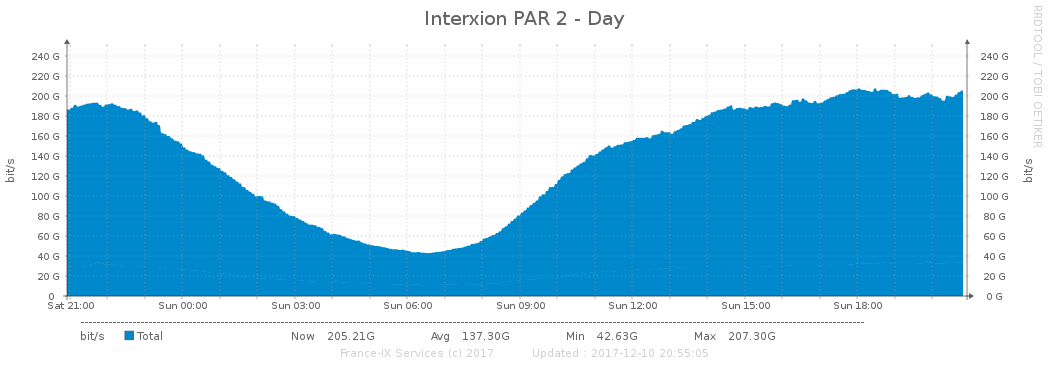 Interxion PAR 2 - Day
RRDTOOL / TOBI OETIKER
bit/s
240 G 240 G
220 G 220 G
200 G 200 G
180 G 180 G
160 G 160 G
140 G 140 G
120 G 120 G
100 G 100 G
80 G 80 G
60 G 60 G
40 G 40 G
20 G 20 G
0 0 G
bit/s
Sat 21:00 Sun 00:00 Sun 03:00 Sun 06:00 Sun 09:00 Sun 12:00 Sun 15:00 Sun 18:00
bit/s Total Now 205.21G Avg 137.30G Min 42.63G Max 207.30G
France-IX Services (c) 2017 Updated : 2017-12-10 20:55:05